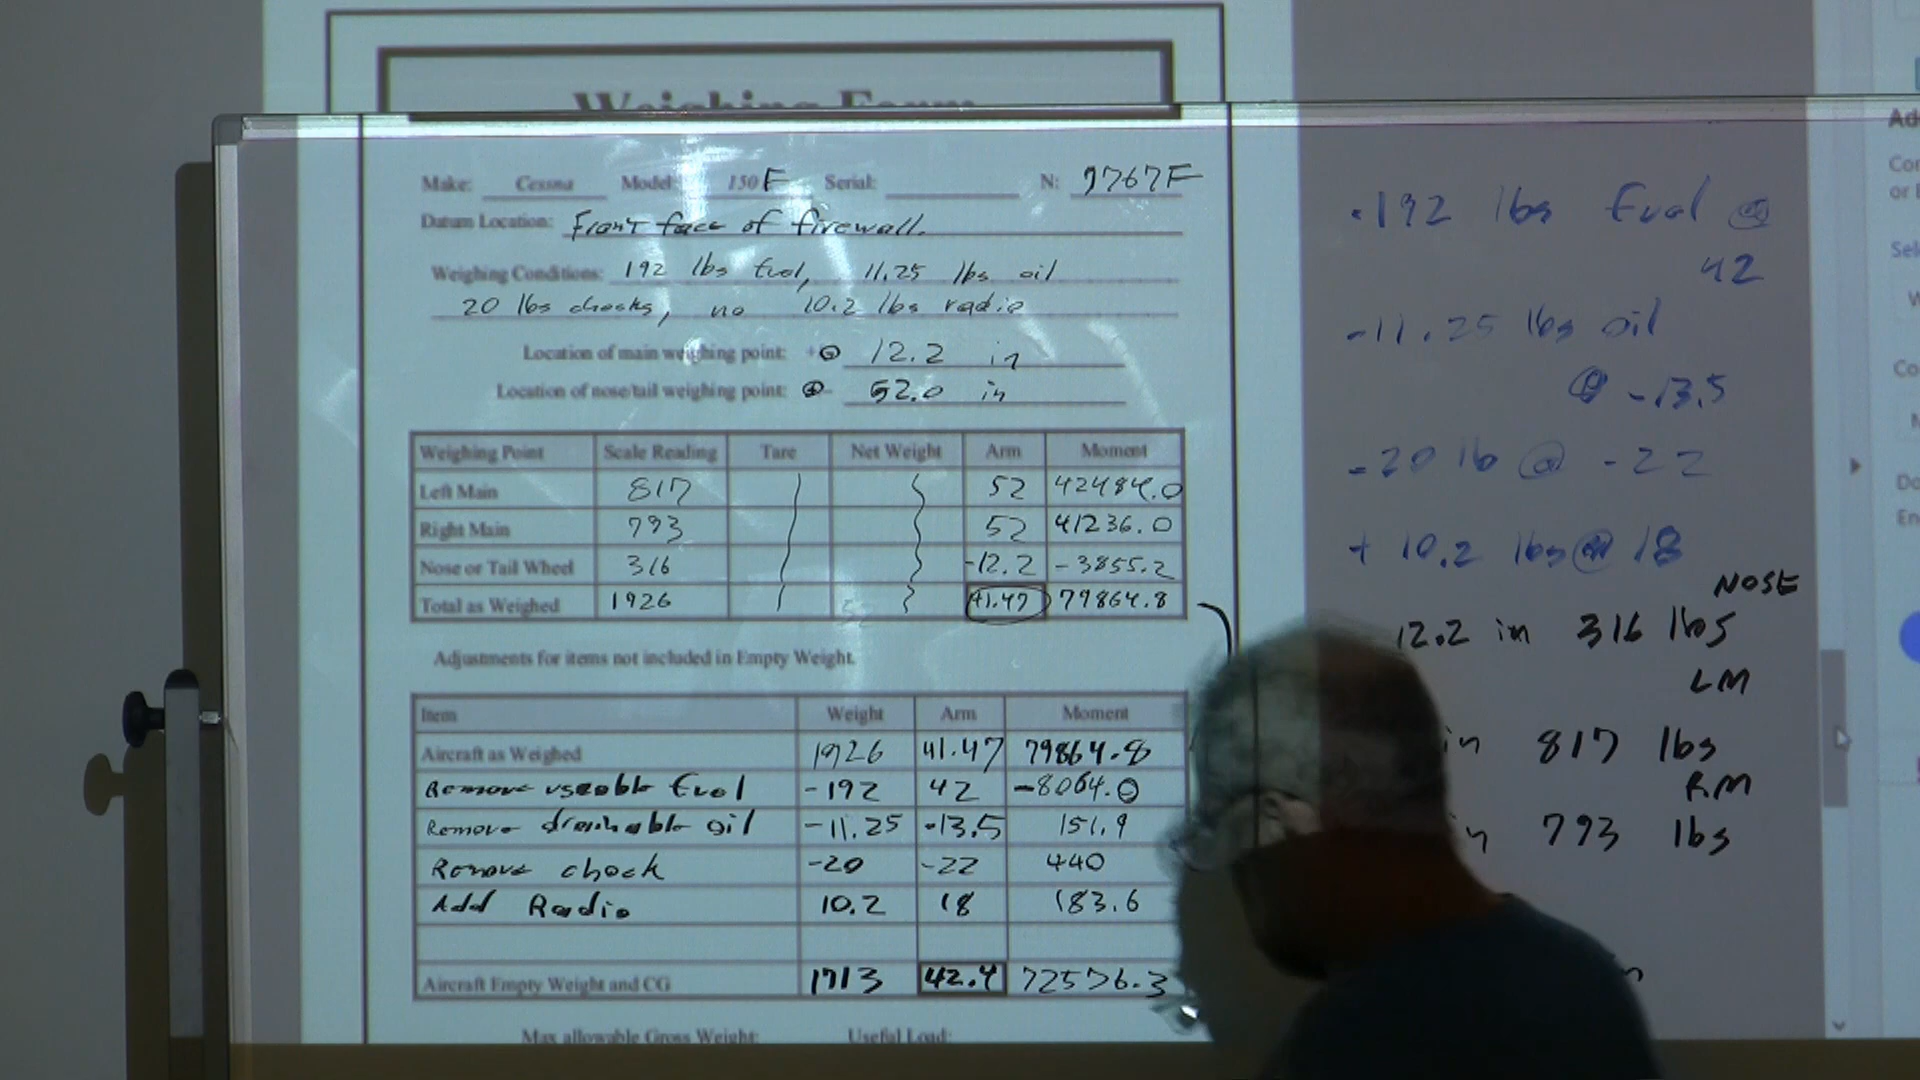 Weighing Form
Make: Cessna Model: 150F Serial: N: 9767F
Datum Location: Front face of firewall.
Weighing Conditions: 192 lbs fuel, 11.25 lbs oil
20 lbs chocks, no 10.2 lbs radio
Location of main weighing point: 12.2 in
Location of nose/tail weighing point: 52.0 in
Weighing Point Scale Reading Tare Net Weight Arm Moment
Left Main 817 52 42484.0
Right Main 793 52 41236.0
Nose or Tail Wheel 316 -12.2 -3855.2
Total as Weighed 1926 41.47 79864.8
Adjustments for items not included in Empty Weight.
Item Weight Arm Moment
Aircraft as Weighed 1926 41.47 79864.8
Remove useable fuel -192 42 -8064.0
Remove drainable oil -11.25 -13.5 151.9
Remove chock -20 -22 440
Add Radio 10.2 18 183.6
Aircraft Empty Weight and CG 1713 42.4 72576.3
Max allowable Gross Weight: Useful Load:
-192 lbs fuel @
42
-11.25 lbs oil
@ -13.5
-20 lb @ -22
+ 10.2 lbs @ 18
NOSE
12.2 in 316 lbs
LM
in 817 lbs
RM
793 lbs